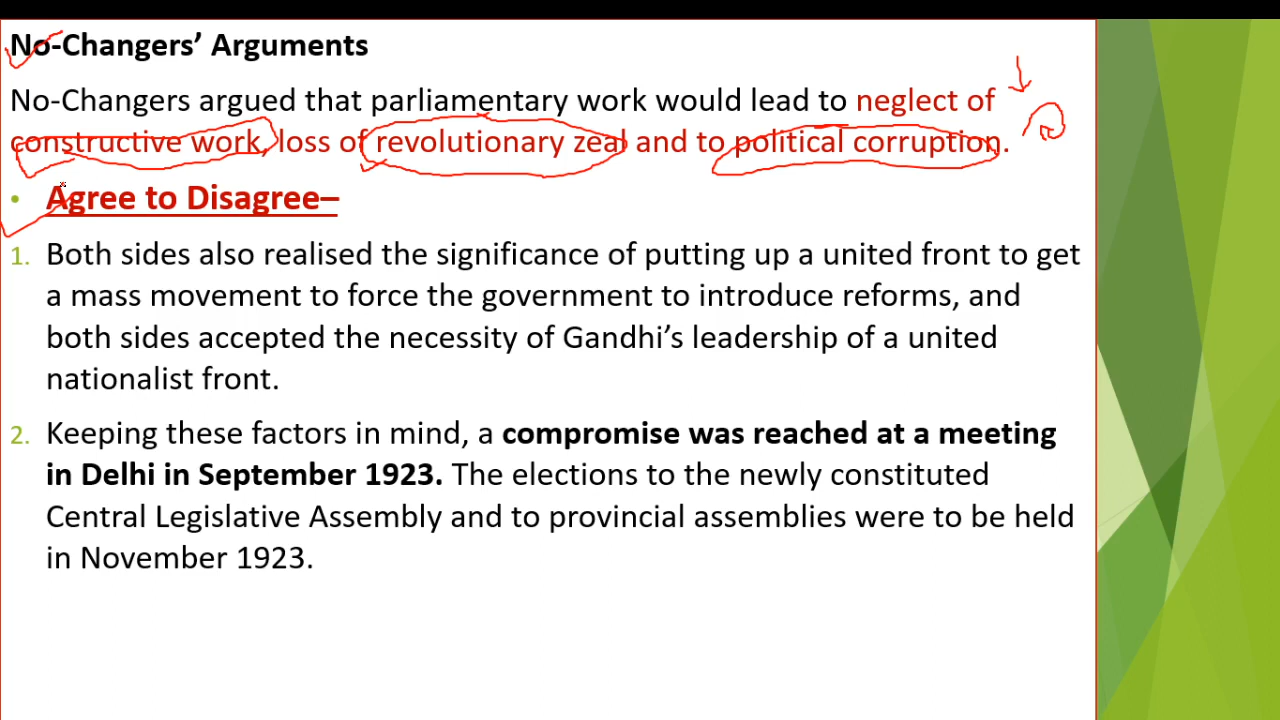 No-Changers’ Arguments
No-Changers argued that parliamentary work would lead to neglect of
constructive work, loss of revolutionary zeal and to political corruption.
• Agree to Disagree–
1. Both sides also realised the significance of putting up a united front to get
a mass movement to force the government to introduce reforms, and
both sides accepted the necessity of Gandhi’s leadership of a united
nationalist front.
2. Keeping these factors in mind, a compromise was reached at a meeting
in Delhi in September 1923. The elections to the newly constituted
Central Legislative Assembly and to provincial assemblies were to be held
in November 1923.